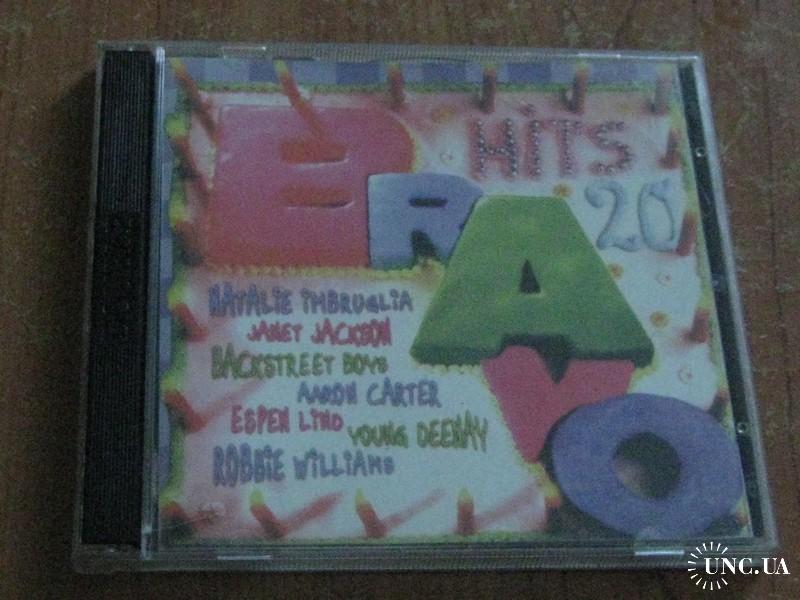 HiTS
BRAVO
20
NATALIE iMBRUGLiA
JANET JACKSON
BACKSTREET BOYS
AARON CARTER
ESPEN LIND
YOUNG DEENAY
ROBBIE WiLLiAMS
UNC.UA